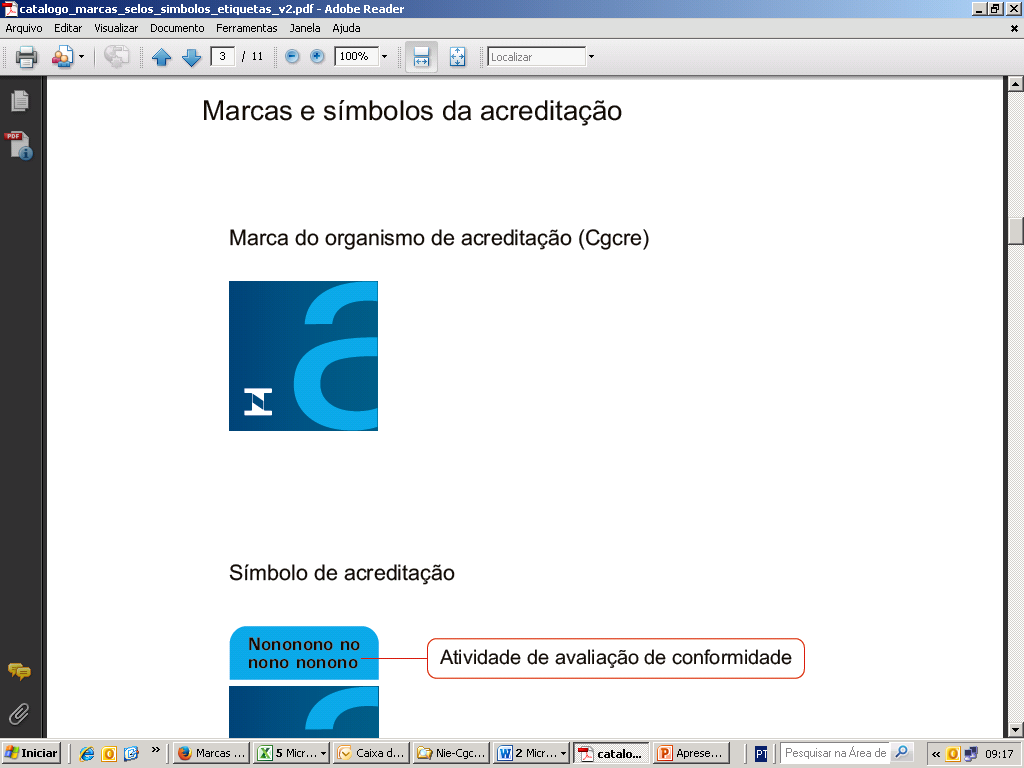 catalogo_marcas_selos_simbolos_etiquetas_v2.pdf - Adobe Reader
Arquivo Editar Visualizar Documento Ferramentas Janela Ajuda
3 / 11 100% Localizar
PDF
Marcas e símbolos da acreditação
Marca do organismo de acreditação (Cgcre)
a
Símbolo de acreditação
Nononono no
nono nonono
Atividade de avaliação de conformidade
Iniciar » Marcas ... 5 Micr... Caixa d... Nie-Cgc... 2 Micr... catalo... Aprese... PT Pesquisar na Área de « 09:17